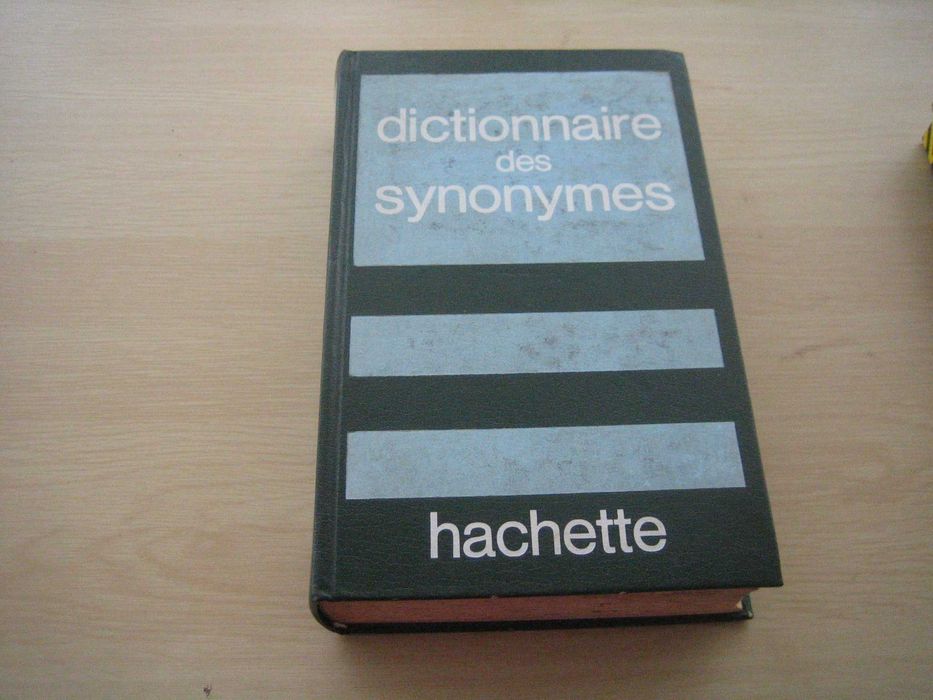 dictionnaire
des
synonymes
hachette